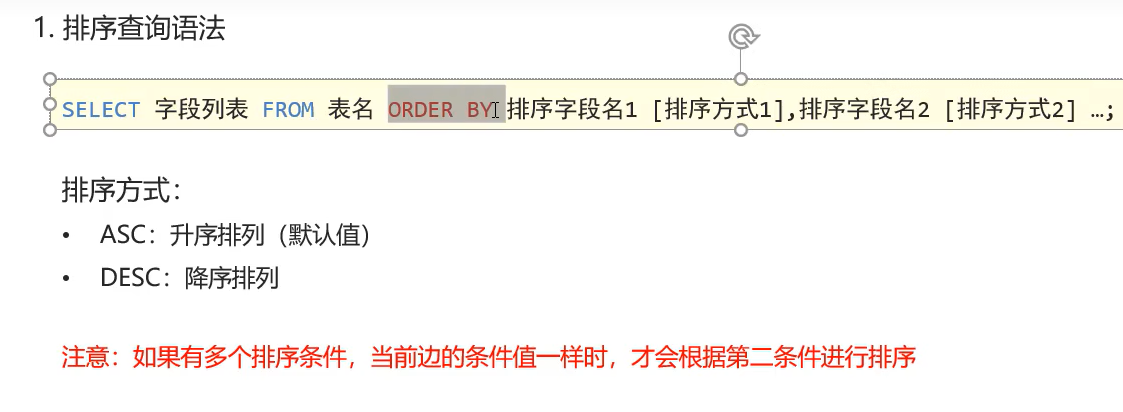 1. 排序查询语法
SELECT 字段列表 FROM 表名 ORDER BY 排序字段名1 [排序方式1],排序字段名2 [排序方式2] …;
排序方式：
• ASC：升序排列（默认值）
• DESC：降序排列
注意：如果有多个排序条件，当前边的条件值一样时，才会根据第二条件进行排序